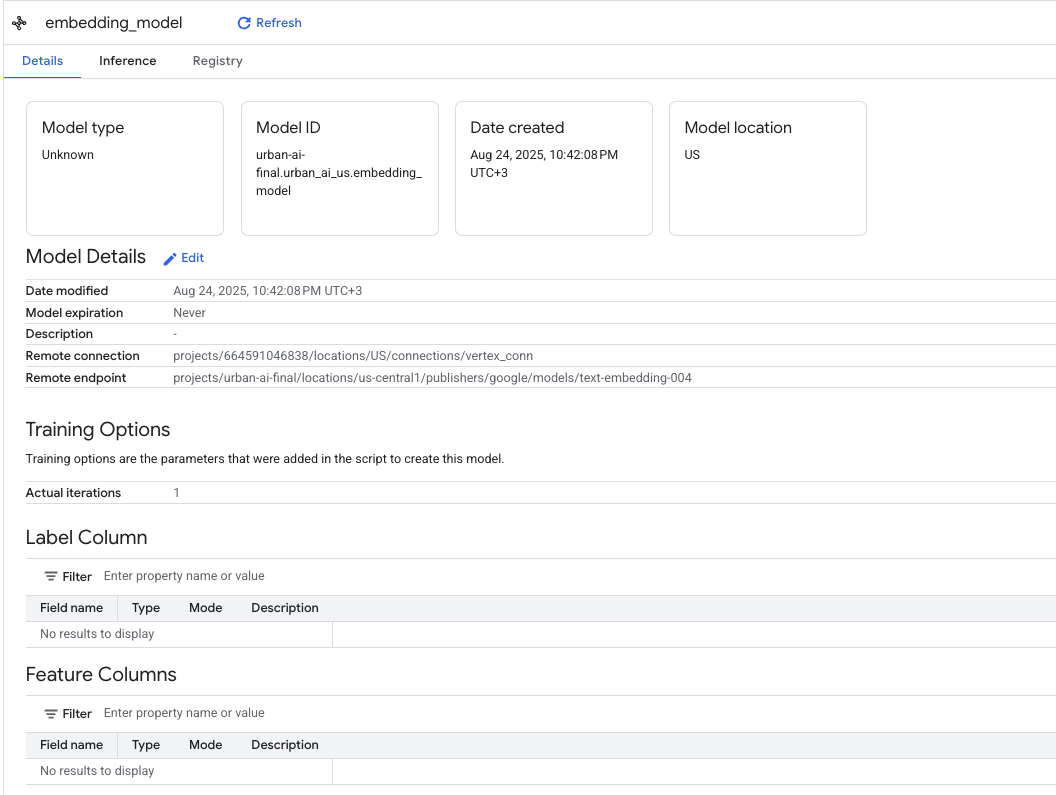 embedding_model Refresh
Details Inference Registry
Model type
Unknown
Model ID
urban-ai-
final.urban_ai_us.embedding_
model
Date created
Aug 24, 2025, 10:42:08 PM
UTC+3
Model location
US
Model Details Edit
Date modified Aug 24, 2025, 10:42:08 PM UTC+3
Model expiration Never
Description -
Remote connection projects/664591046838/locations/US/connections/vertex_conn
Remote endpoint projects/urban-ai-final/locations/us-central1/publishers/google/models/text-embedding-004
Training Options
Training options are the parameters that were added in the script to create this model.
Actual iterations 1
Label Column
Filter Enter property name or value
Field name Type Mode Description
No results to display
Feature Columns
Filter Enter property name or value
Field name Type Mode Description
No results to display